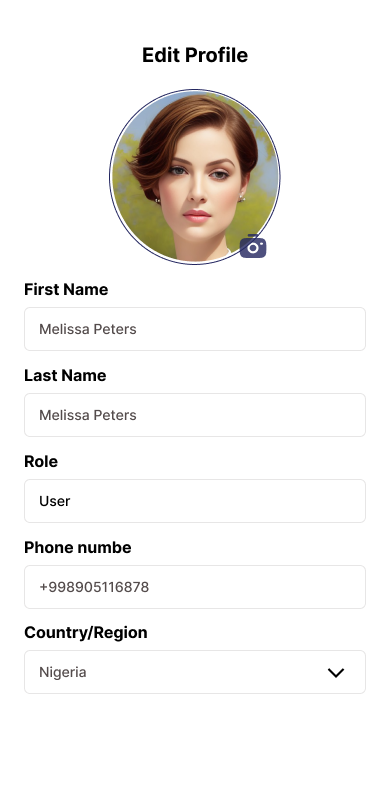 Edit Profile
First Name
Melissa Peters
Last Name
Melissa Peters
Role
User
Phone numbe
+998905116878
Country/Region
Nigeria